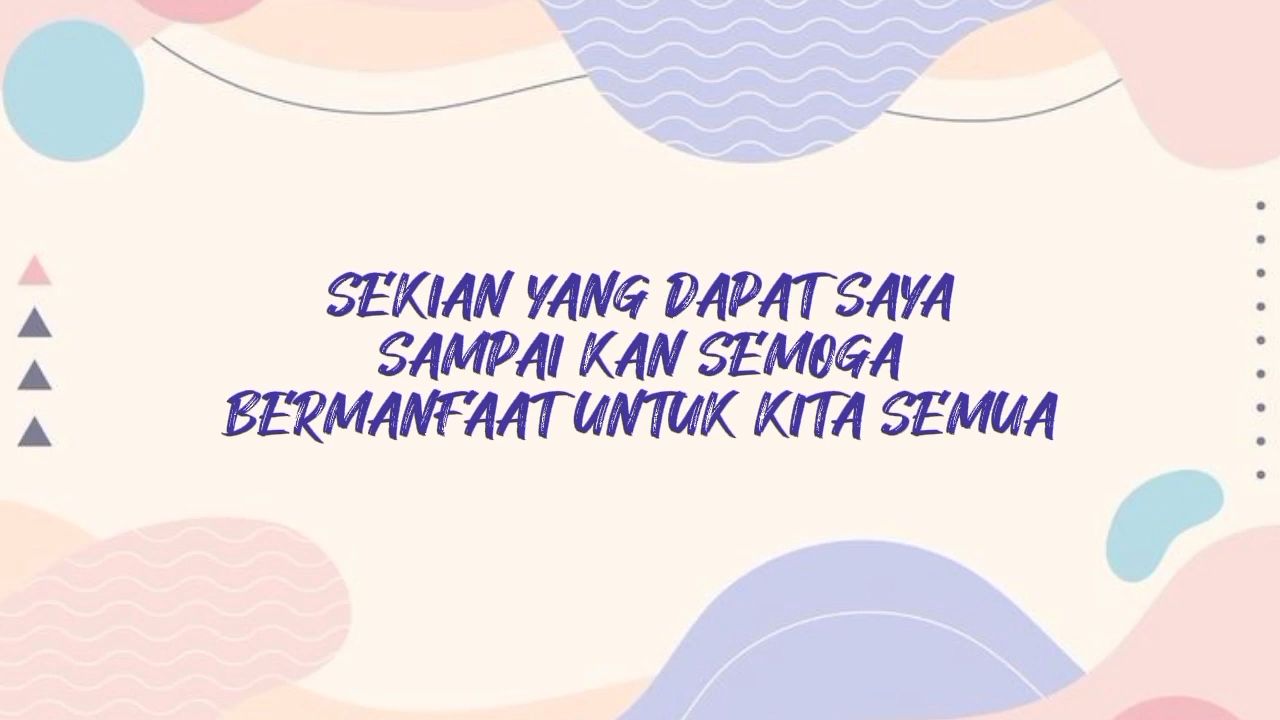 SEKIAN YANG DAPAT SAYA
SAMPAI KAN SEMOGA
BERMANFAAT UNTUK KITA SEMUA